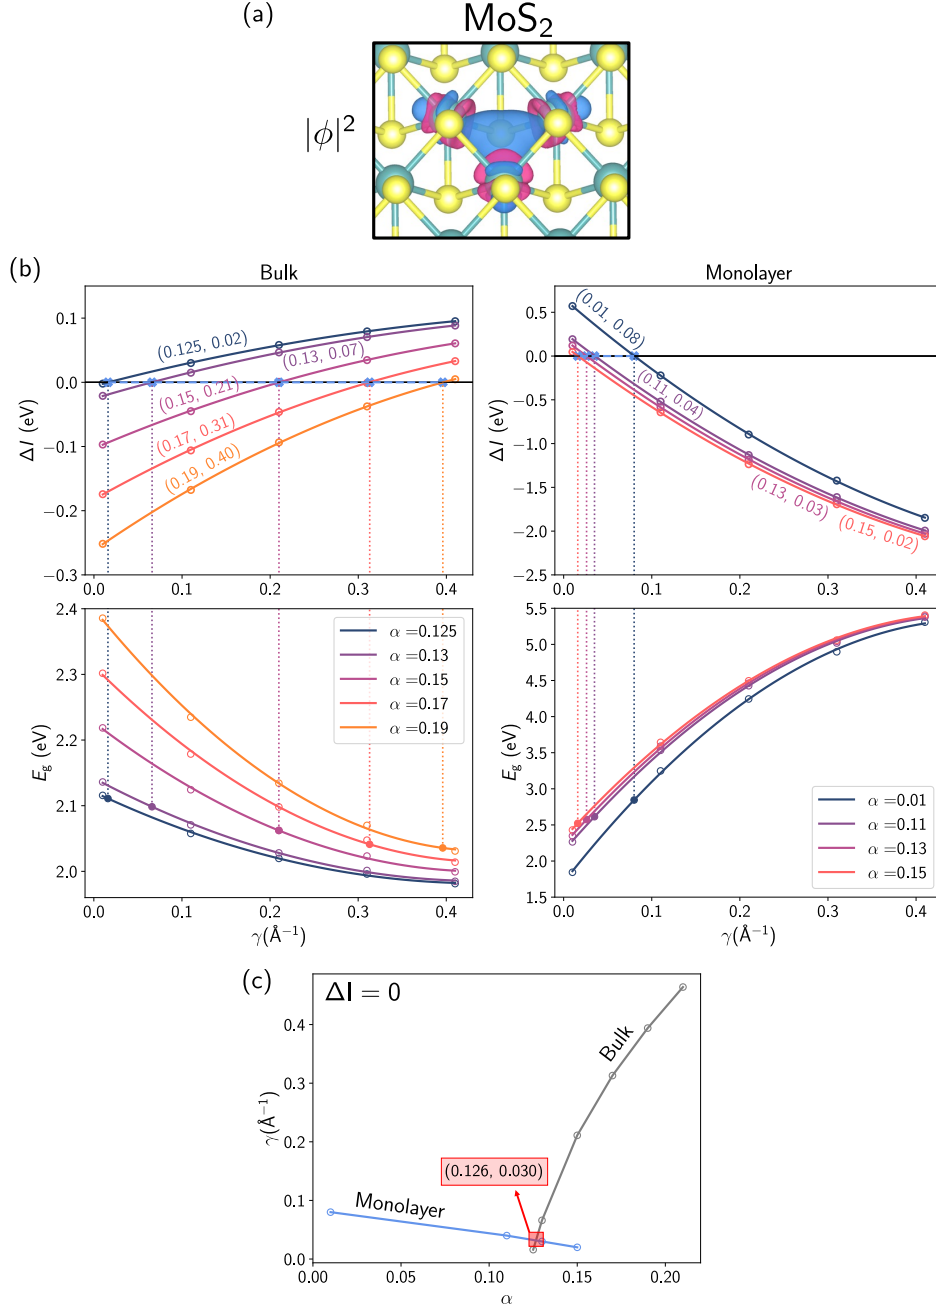 (a)
MoS₂
|ϕ|²
(b)
Bulk
ΔI (eV)
0.1
0.0
−0.1
−0.2
−0.3
(0.125, 0.02)
(0.13, 0.07)
(0.15, 0.21)
(0.17, 0.31)
(0.19, 0.40)
0.0 0.1 0.2 0.3 0.4
Monolayer
ΔI (eV)
0.5
0.0
−0.5
−1.0
−1.5
−2.0
−2.5
(0.01, 0.08)
(0.11, 0.04)
(0.13, 0.03)
(0.15, 0.02)
0.0 0.1 0.2 0.3 0.4
E_g (eV)
2.4
2.3
2.2
2.1
2.0
α =0.125
α =0.13
α =0.15
α =0.17
α =0.19
0.0 0.1 0.2 0.3 0.4
γ(Å⁻¹)
E_g (eV)
5.5
5.0
4.5
4.0
3.5
3.0
2.5
2.0
1.5
α =0.01
α =0.11
α =0.13
α =0.15
0.0 0.1 0.2 0.3 0.4
γ(Å⁻¹)
(c)
ΔI = 0
γ(Å⁻¹)
0.4
0.3
0.2
0.1
0.0
Bulk
(0.126, 0.030)
Monolayer
0.00 0.05 0.10 0.15 0.20
α